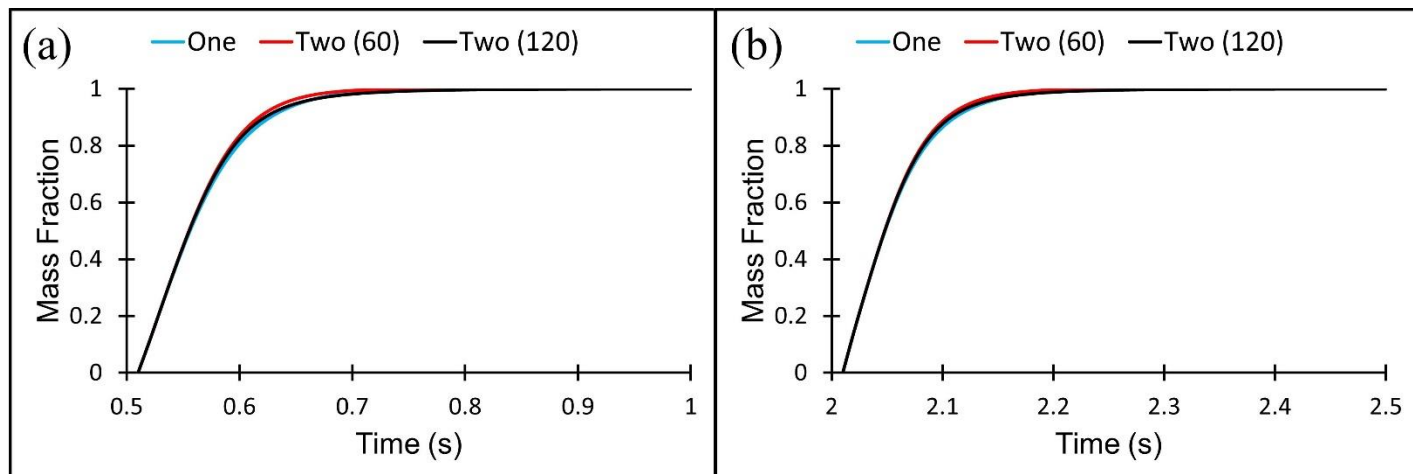 (a) One Two (60) Two (120)
1
0.8
0.6
0.4
0.2
0
Mass Fraction
0.5 0.6 0.7 0.8 0.9 1
Time (s)
(b) One Two (60) Two (120)
1
0.8
0.6
0.4
0.2
0
Mass Fraction
2 2.1 2.2 2.3 2.4 2.5
Time (s)